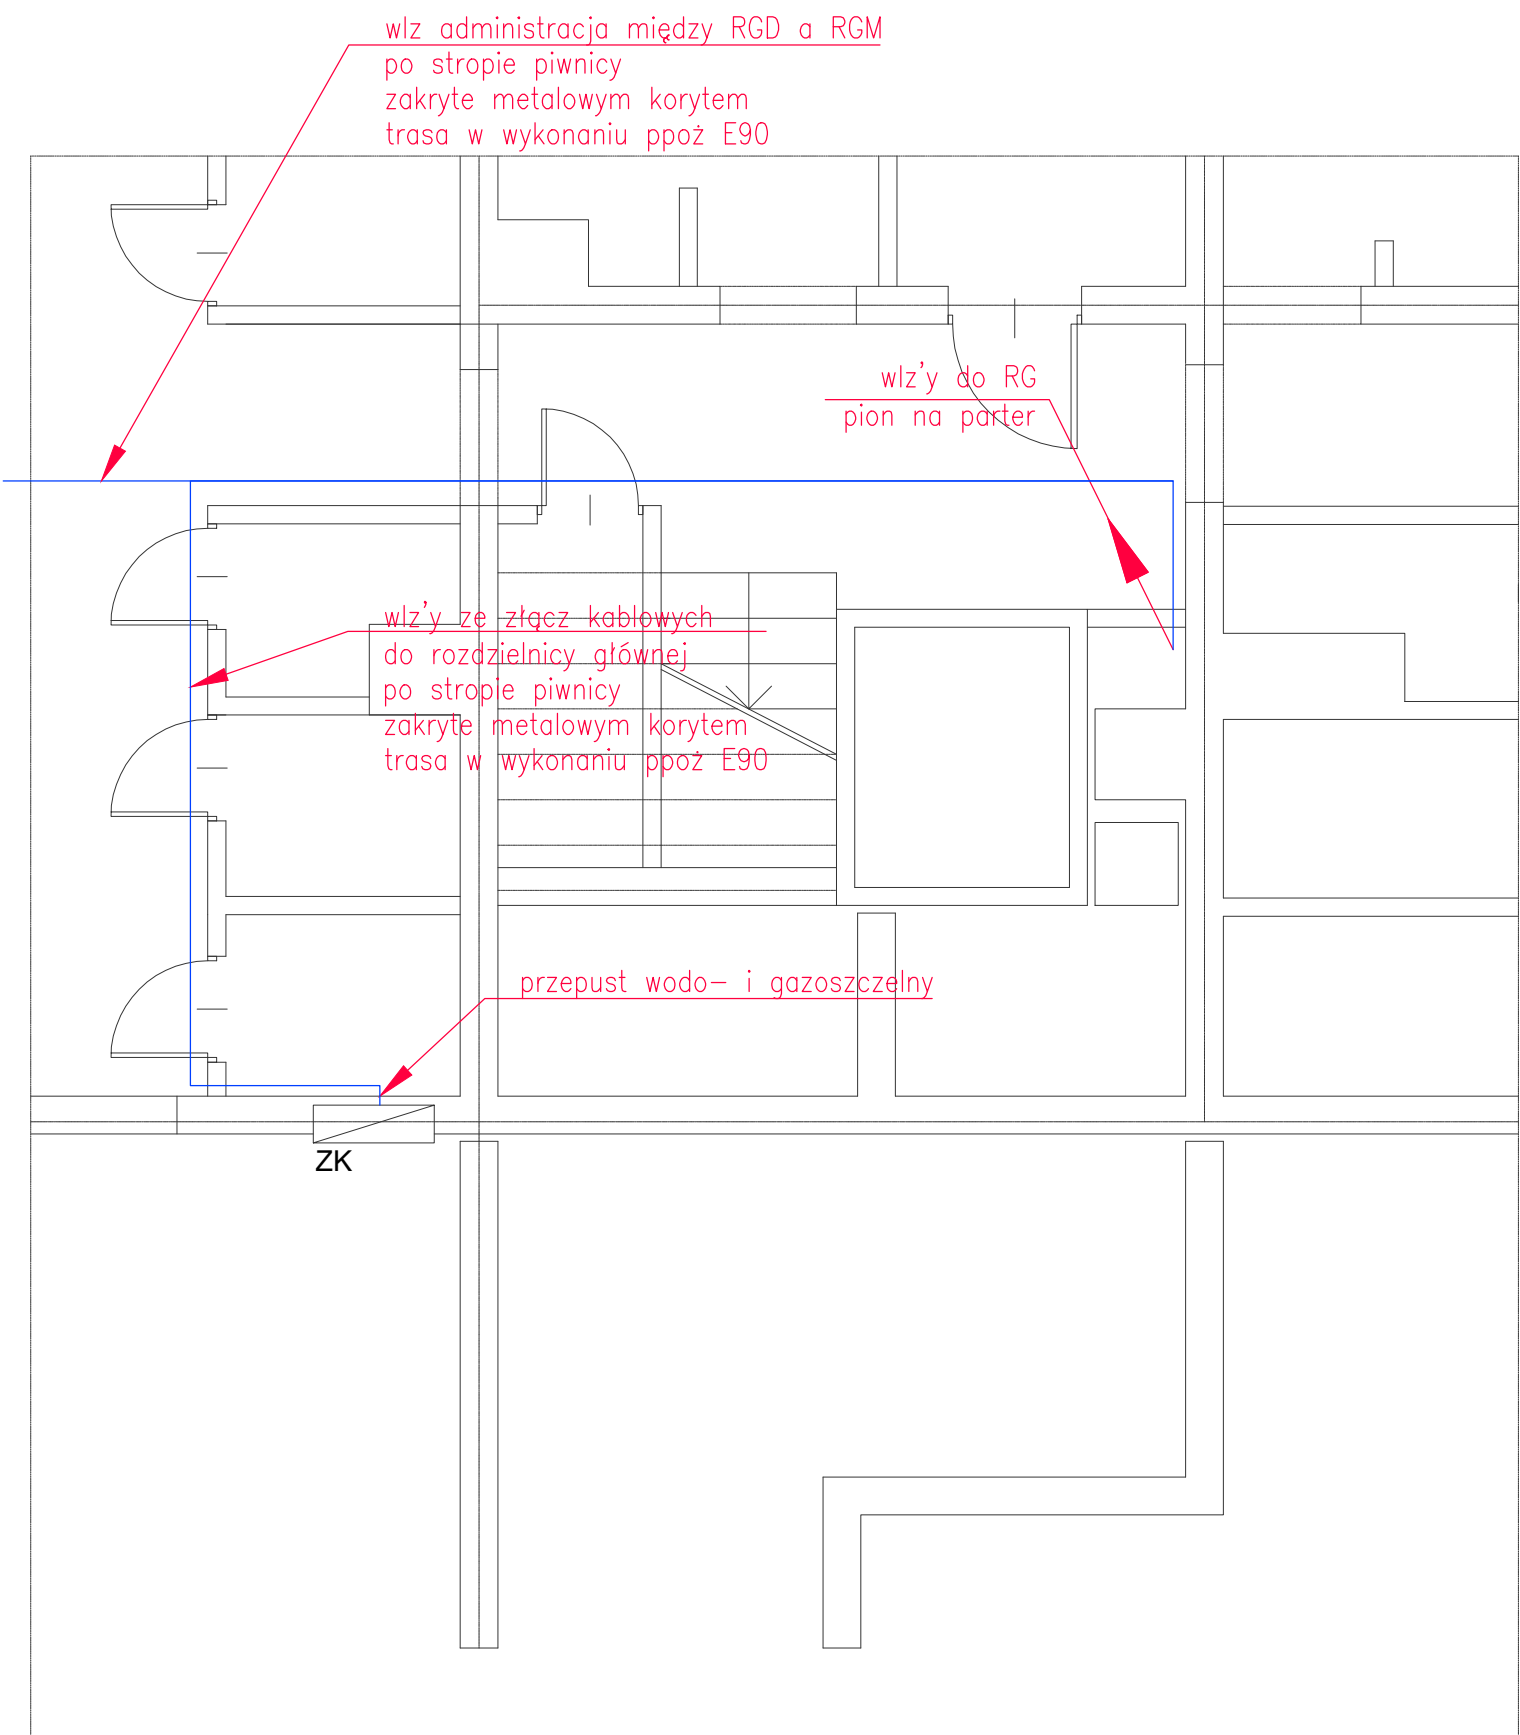 wlz administracja między RGD a RGM
po stropie piwnicy
zakryte metalowym korytem
trasa w wykonaniu ppoż E90
wlz'y do RG
pion na parter
wlz'y ze złącz kablowych
do rozdzielnicy głównej
po stropie piwnicy
zakryte metalowym korytem
trasa w wykonaniu ppoż E90
przepust wodo- i gazoszczelny
ZK